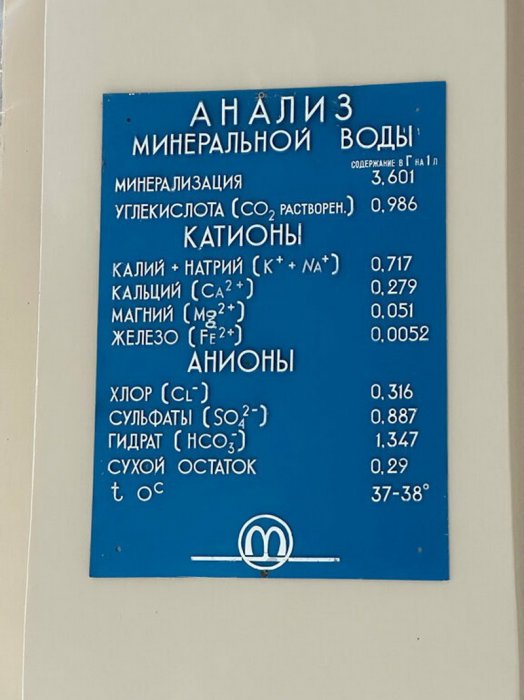 АНАЛИЗ
МИНЕРАЛЬНОЙ ВОДЫ
СОДЕРЖАНИЕ В Г НА 1 Л
МИНЕРАЛИЗАЦИЯ 3,601
УГЛЕКИСЛОТА (CO₂ РАСТВОРЕН.) 0,986
КАТИОНЫ
КАЛИЙ + НАТРИЙ (K⁺ + NA⁺) 0,717
КАЛЬЦИЙ (CA²⁺) 0,279
МАГНИЙ (Mg²⁺) 0,051
ЖЕЛЕЗО (FE²⁺) 0,0052
АНИОНЫ
ХЛОР (CL⁻) 0,316
СУЛЬФАТЫ (SO₄²⁻) 0,887
ГИДРАТ (HCO₃⁻) 1,347
СУХОЙ ОСТАТОК 0,29
t OC 37-38°
m